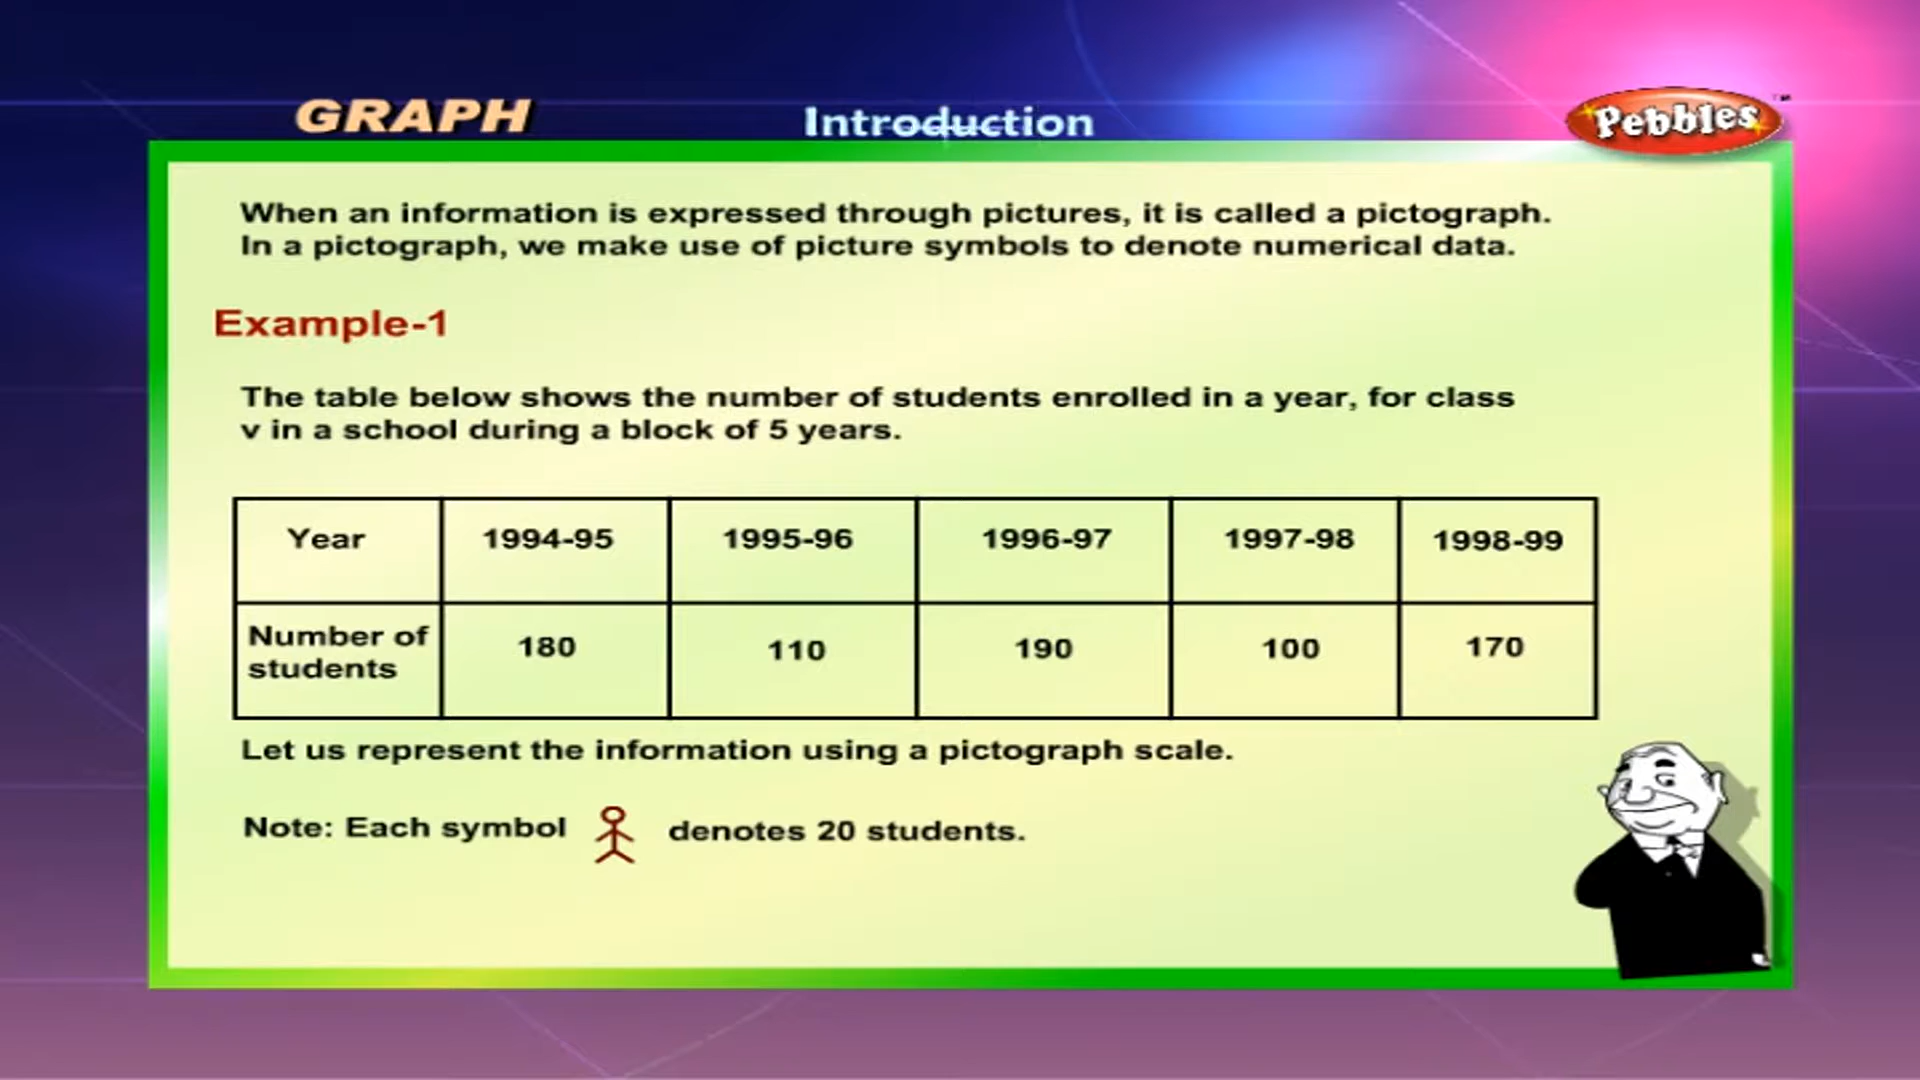 GRAPH
Introduction
Pebbles™
When an information is expressed through pictures, it is called a pictograph.
In a pictograph, we make use of picture symbols to denote numerical data.
Example-1
The table below shows the number of students enrolled in a year, for class
v in a school during a block of 5 years.
Year 1994-95 1995-96 1996-97 1997-98 1998-99
Number of
students 180 110 190 100 170
Let us represent the information using a pictograph scale.
Note: Each symbol denotes 20 students.